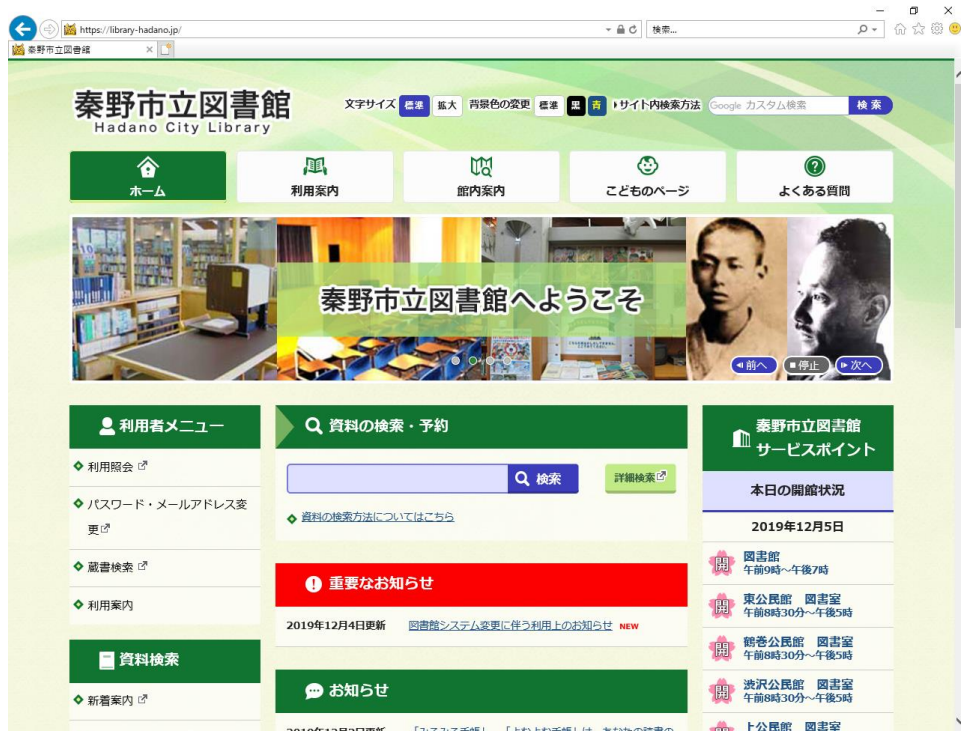 https://library-hadano.jp/
検索...
秦野市立図書館
秦野市立図書館
Hadano City Library
文字サイズ 標準 拡大 背景色の変更 標準 黒 青 サイト内検索方法 Google カスタム検索 検索
ホーム
利用案内
館内案内
こどものページ
よくある質問
秦野市立図書館へようこそ
前へ 停止 次へ
利用者メニュー
利用照会
パスワード・メールアドレス変
更
蔵書検索
利用案内
資料検索
新着案内
資料の検索・予約
検索 詳細検索
資料の検索方法についてはこちら
重要なお知らせ
2019年12月4日更新 図書館システム変更に伴う利用上のお知らせ NEW
お知らせ
秦野市立図書館
サービスポイント
本日の開館状況
2019年12月5日
開 図書館
午前9時～午後7時
開 東公民館 図書室
午前8時30分～午後5時
開 鶴巻公民館 図書室
午前8時30分～午後5時
開 渋沢公民館 図書室
午前8時30分～午後5時
上公民館 図書室